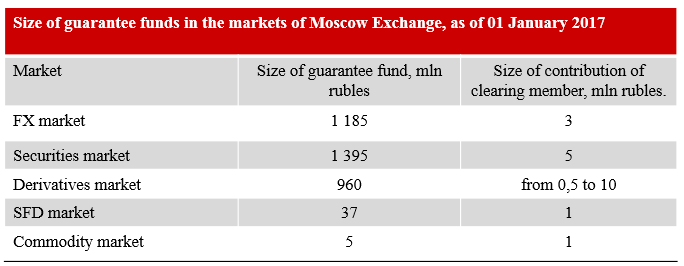 Size of guarantee funds in the markets of Moscow Exchange, as of 01 January 2017
Market Size of guarantee fund, mln rubles Size of contribution of clearing member, mln rubles.
FX market 1 185 3
Securities market 1 395 5
Derivatives market 960 from 0,5 to 10
SFD market 37 1
Commodity market 5 1